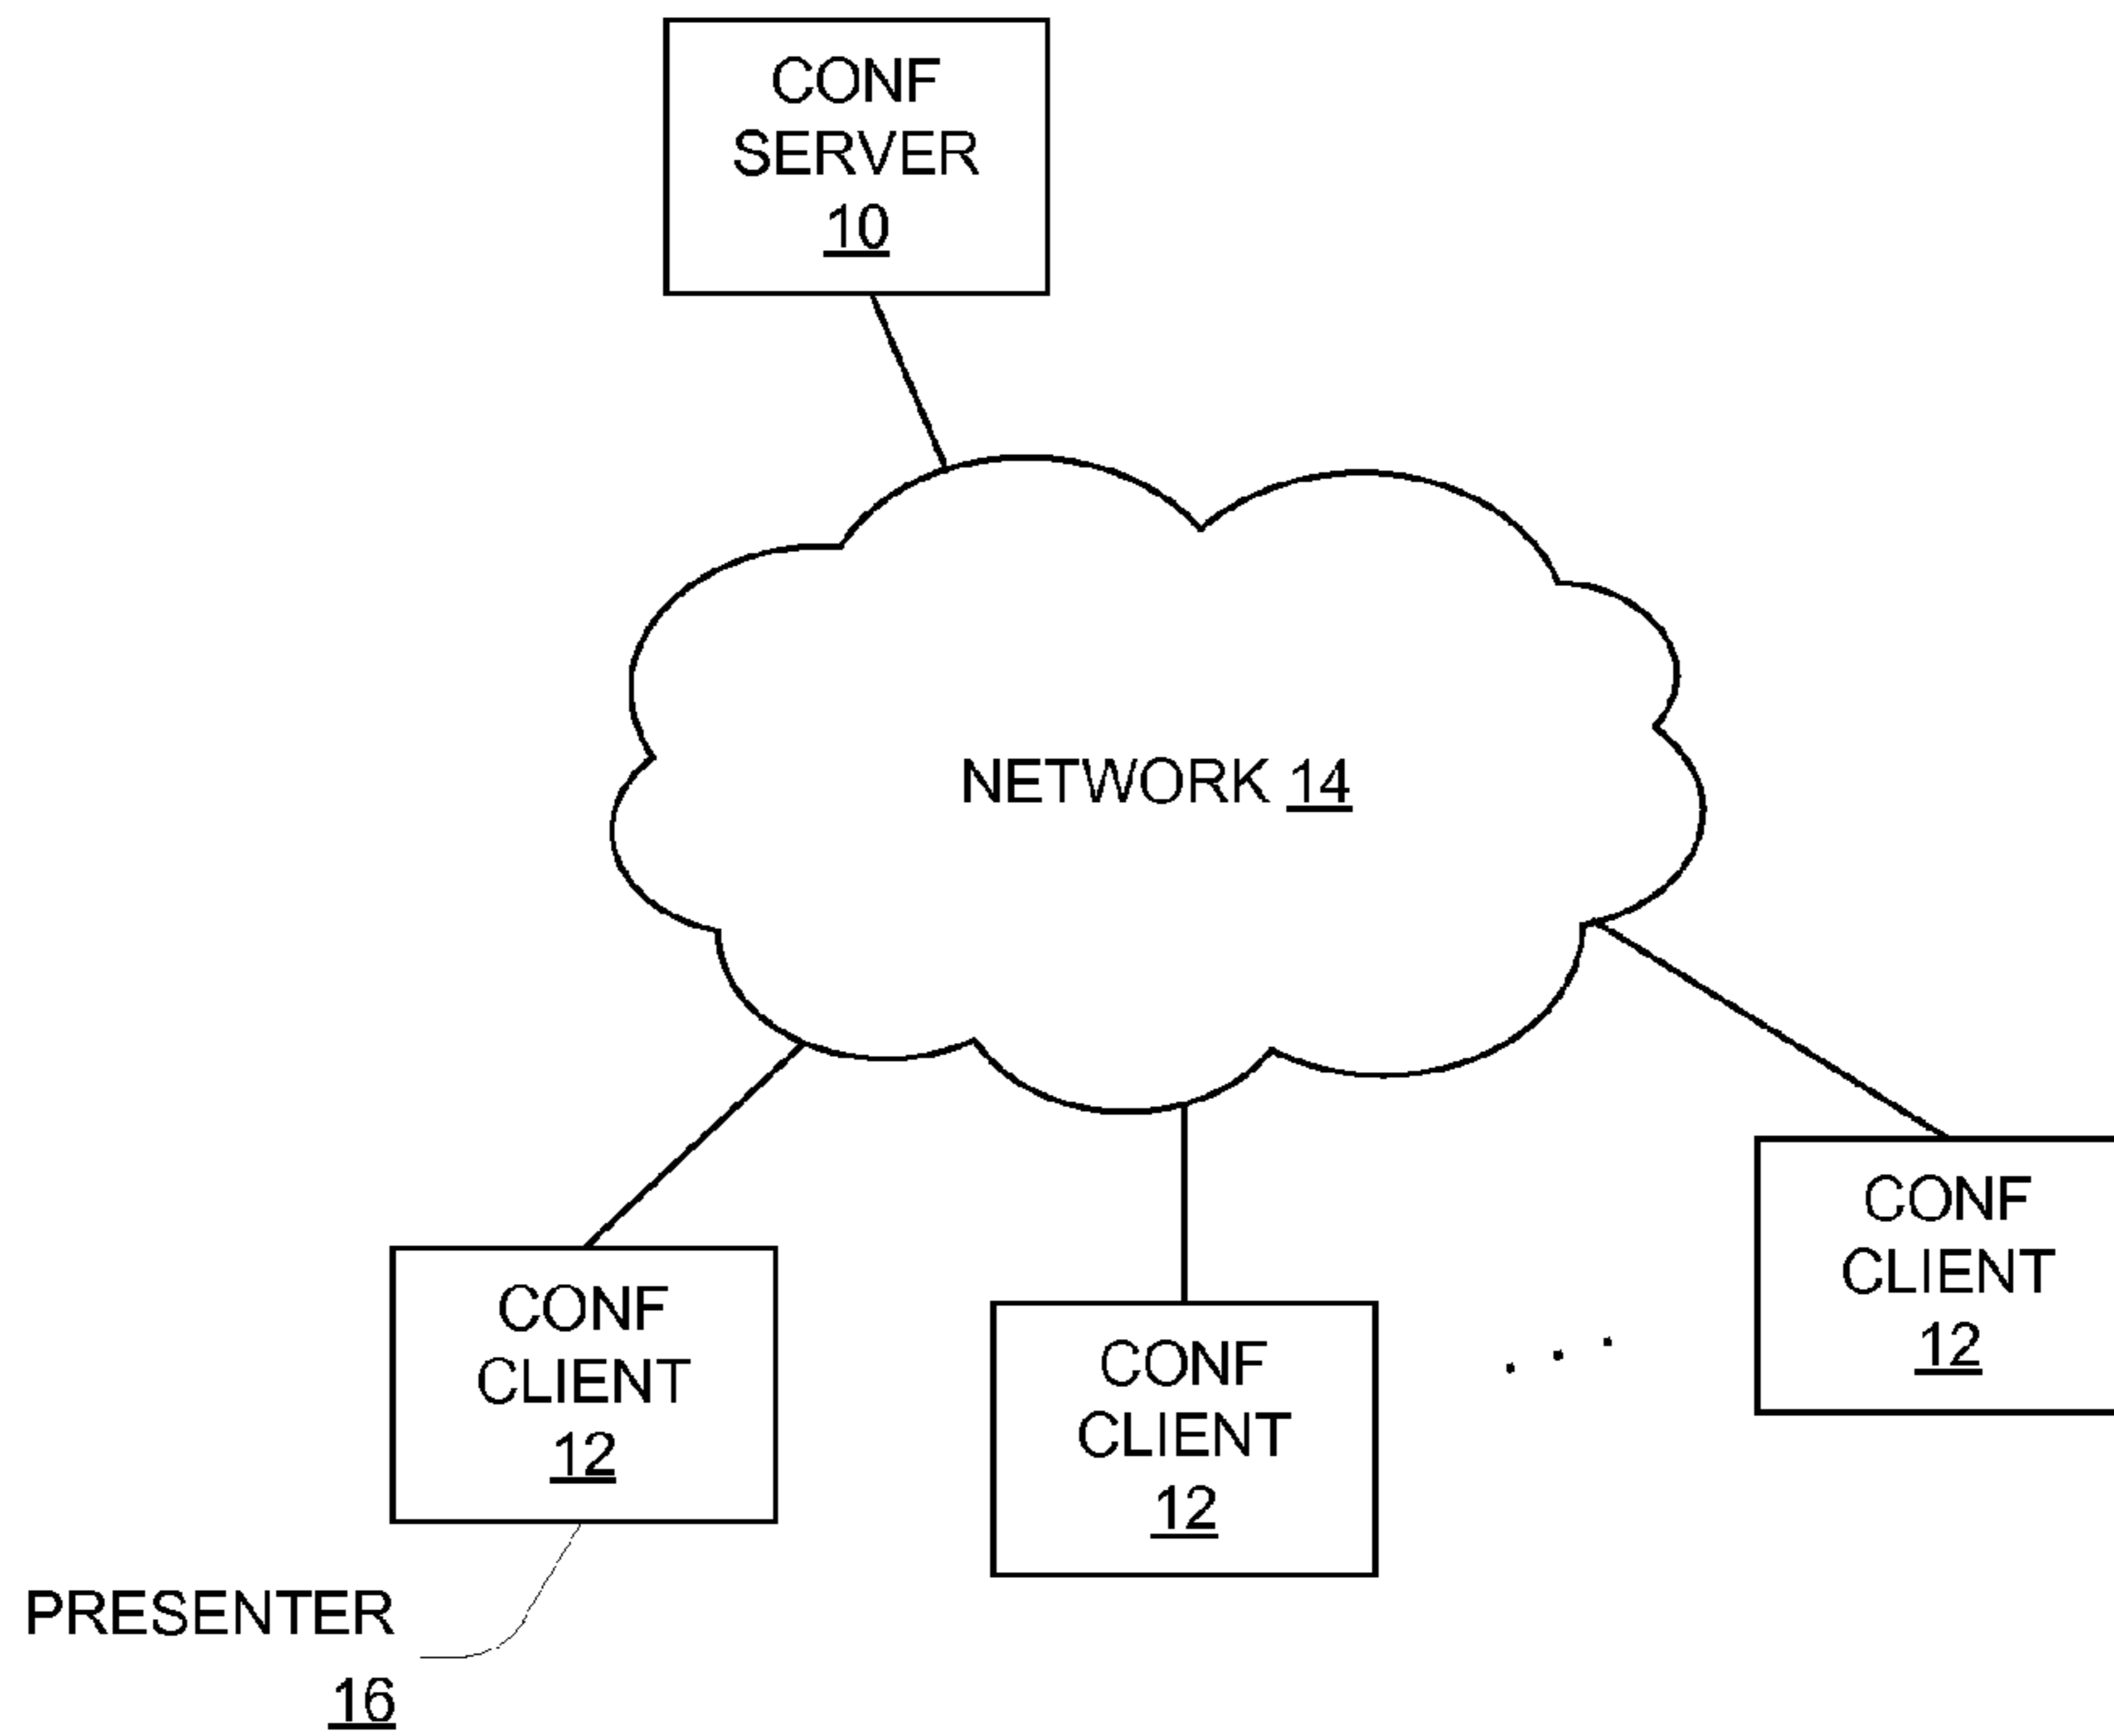 CONF
SERVER
10
NETWORK 14
CONF
CLIENT
12
CONF
CLIENT
12
CONF
CLIENT
12
PRESENTER
16